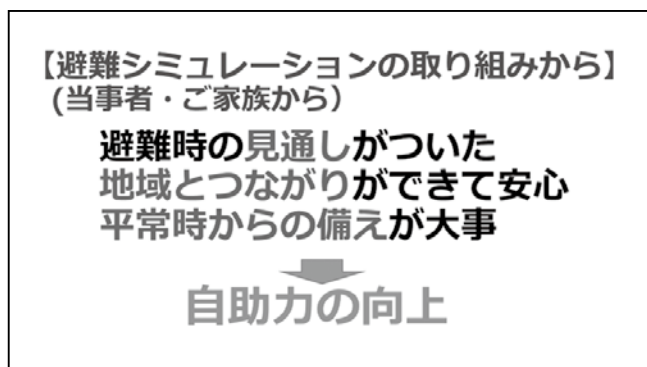 【避難シミュレーションの取り組みから】
(当事者・ご家族から）
避難時の見通しがついた
地域とつながりができて安心
平常時からの備えが大事
自助力の向上